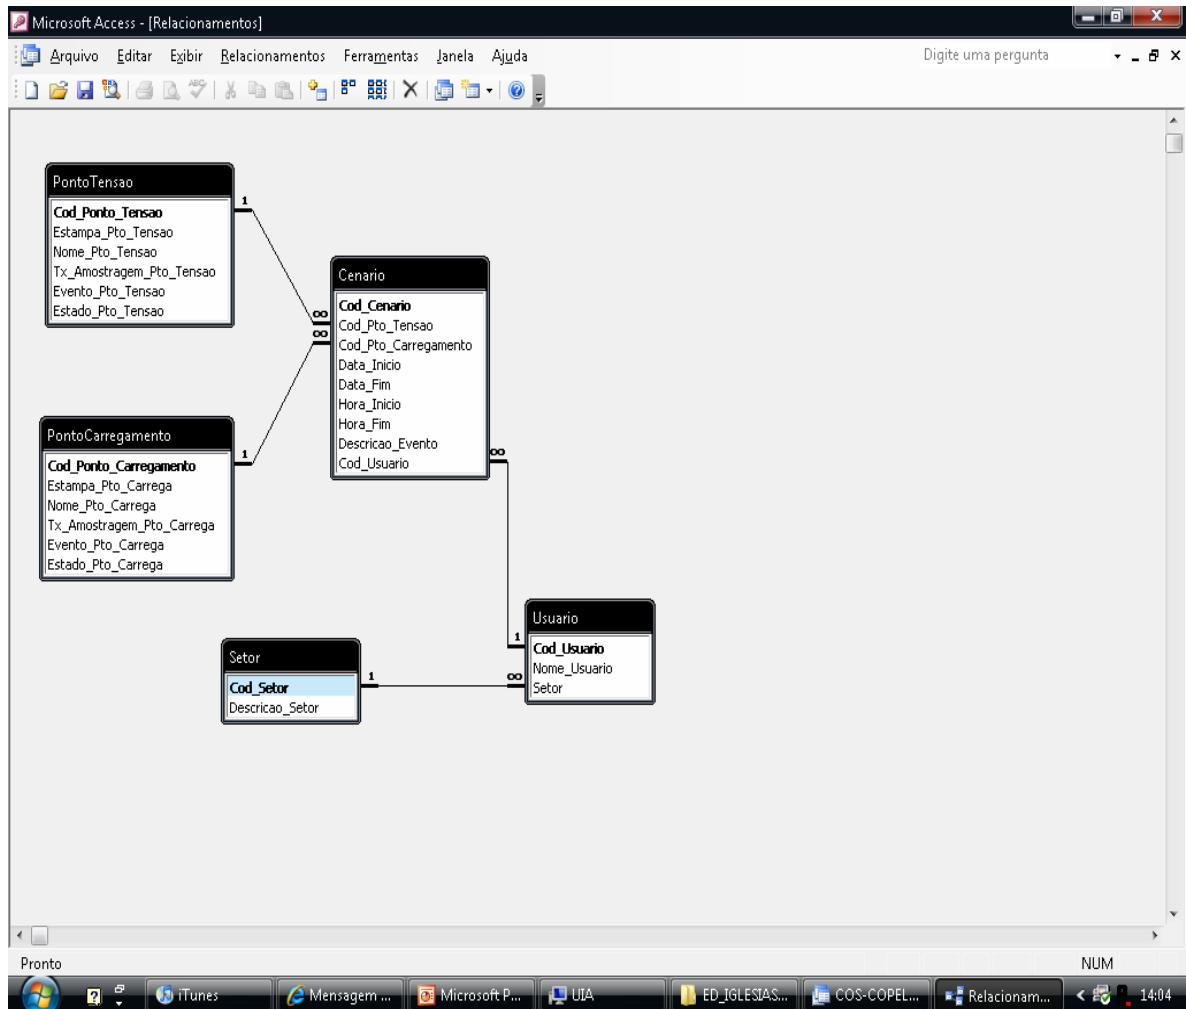 Microsoft Access - [Relacionamentos]
Arquivo Editar Exibir Relacionamentos Ferramentas Janela Ajuda Digite uma pergunta
PontoTensao
Cod_Ponto_Tensao
Estampa_Pto_Tensao
Nome_Pto_Tensao
Tx_Amostragem_Pto_Tensao
Evento_Pto_Tensao
Estado_Pto_Tensao
1
Cenario
Cod_Cenario
Cod_Pto_Tensao
Cod_Pto_Carregamento
Data_Inicio
Data_Fim
Hora_Inicio
Hora_Fim
Descricao_Evento
Cod_Usuario
∞
∞
∞
PontoCarregamento
Cod_Ponto_Carregamento
Estampa_Pto_Carrega
Nome_Pto_Carrega
Tx_Amostragem_Pto_Carrega
Evento_Pto_Carrega
Estado_Pto_Carrega
1
Setor
Cod_Setor
Descricao_Setor
1
Usuario
Cod_Usuario
Nome_Usuario
Setor
1
∞
Pronto NUM
iTunes Mensagem ... Microsoft P... UIA ED_IGLESIAS... COS-COPEL... Relacionam... 14:04